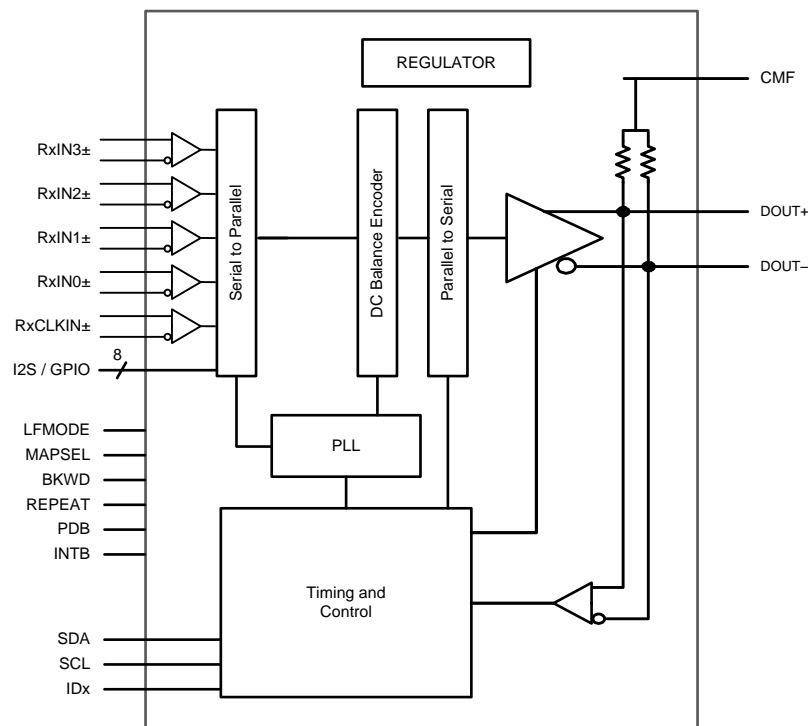 REGULATOR
CMF
RxIN3±
RxIN2±
RxIN1±
RxIN0±
RxCLKIN±
8
I2S / GPIO
Serial to Parallel
DC Balance Encoder
Parallel to Serial
DOUT+
DOUT–
LFMODE
MAPSEL
BKWD
REPEAT
PDB
INTB
PLL
Timing and
Control
SDA
SCL
IDx